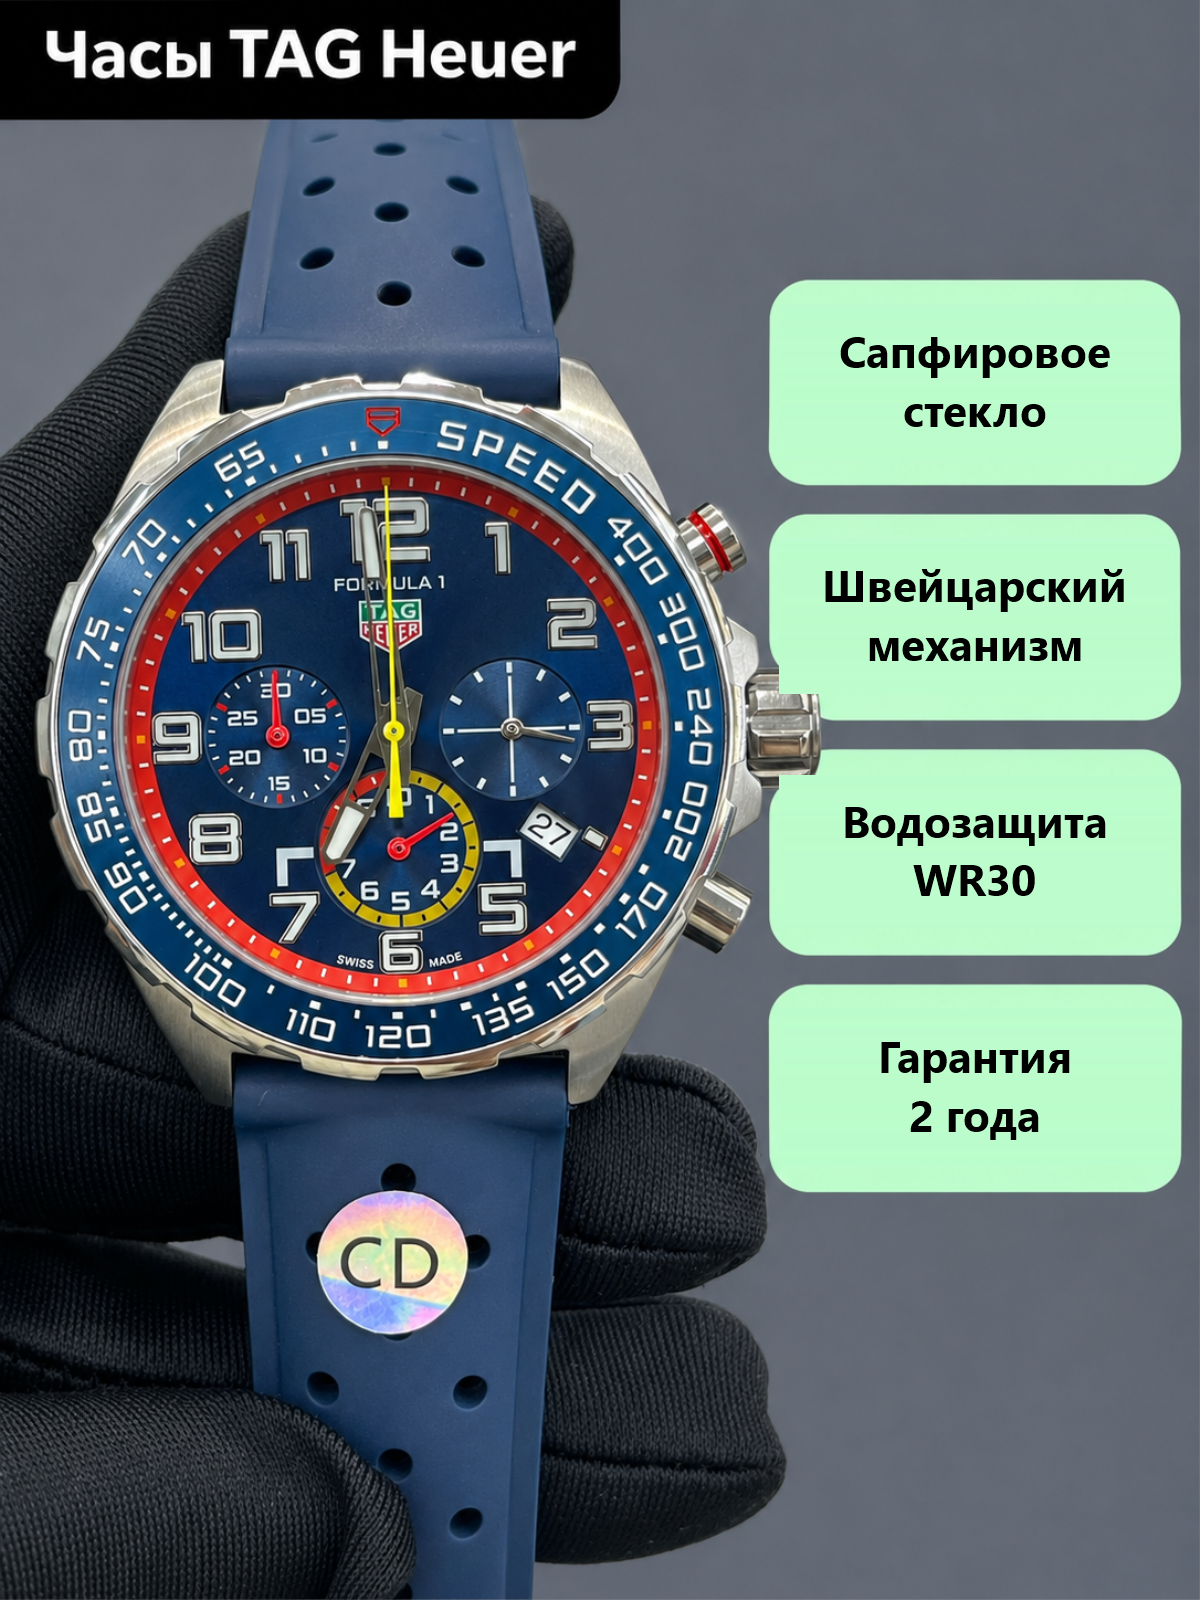 Часы TAG Heuer
SPEED 400 300 240 200 170 150 135 120 110 100 90 85 80 75 70 65
12 1 2 3 5 6 7 8 9 10 11
FORMULA 1
TAG
HEUER
30 05 10 15 20 25
0 1 2 3 4 5 6 7
27
SWISS MADE
CD
Сапфировое
стекло
Швейцарский
механизм
Водозащита
WR30
Гарантия
2 года